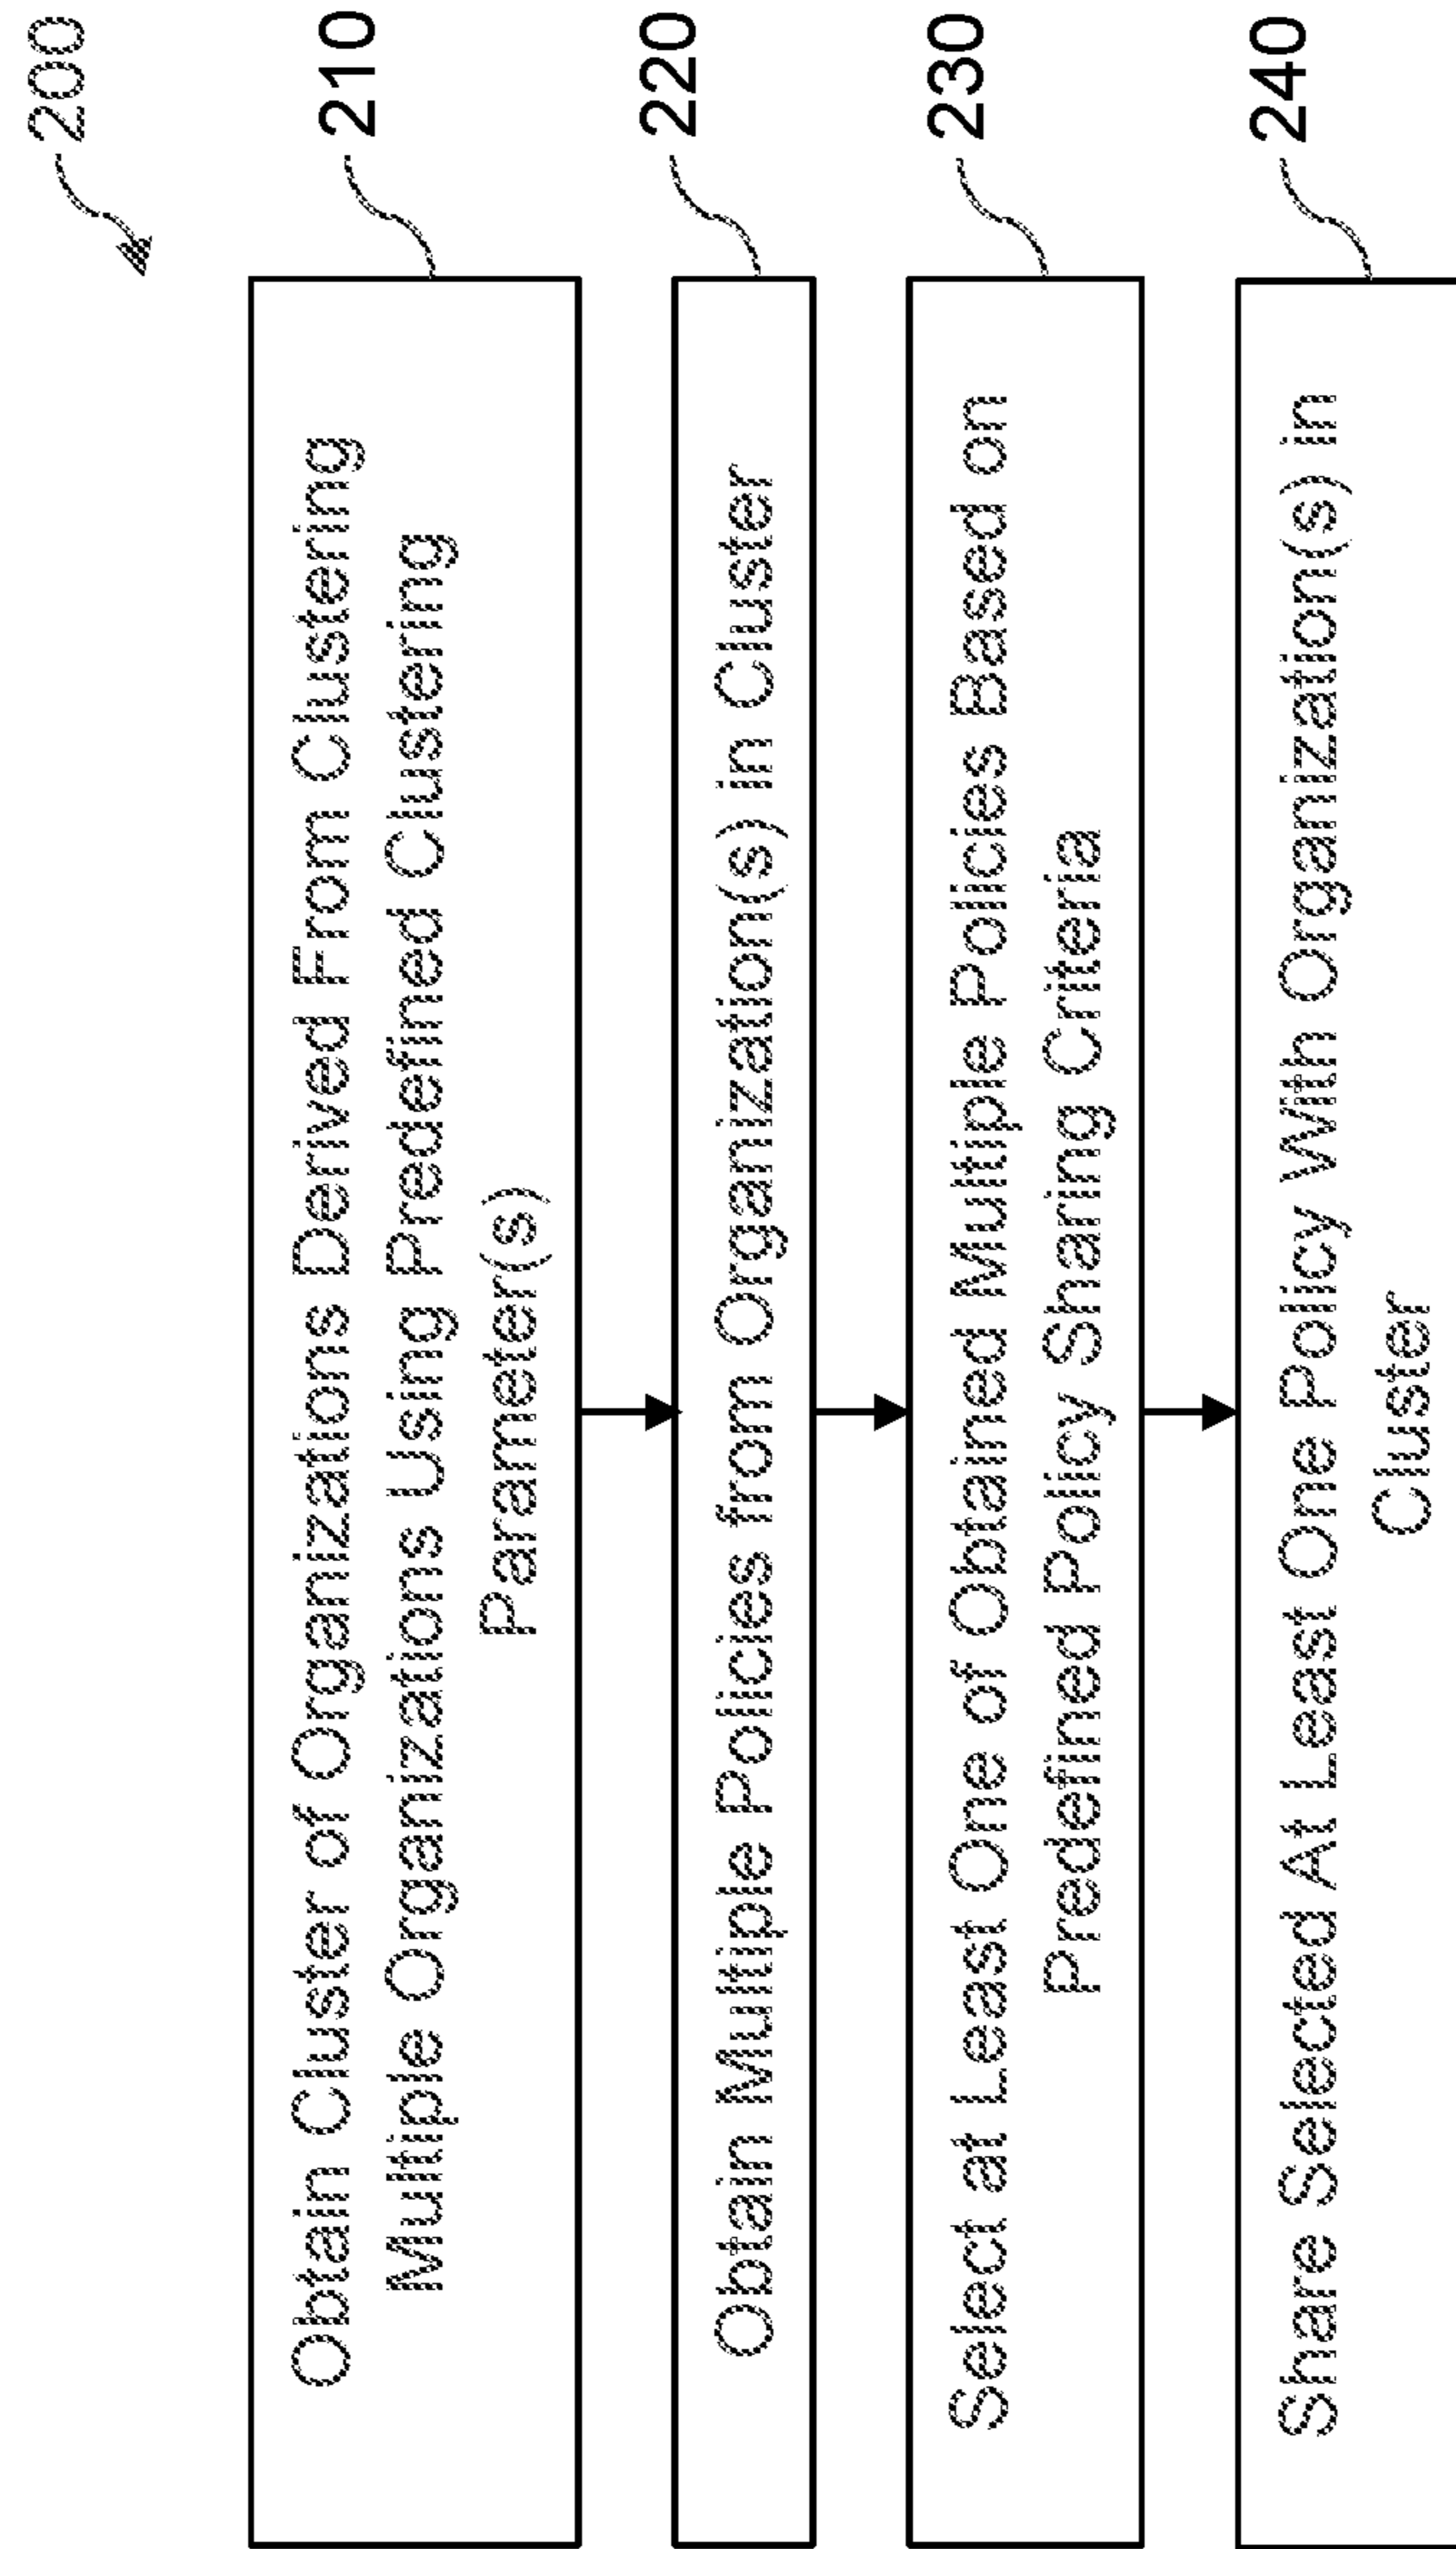 200
Obtain Cluster of Organizations Derived From Clustering
Multiple Organizations Using Predefined Clustering
Parameter(s)
210
Obtain Multiple Policies from Organization(s) in Cluster
220
Select at Least One of Obtained Multiple Policies Based on
Predefined Policy Sharing Criteria
230
Share Selected At Least One Policy With Organization(s) in
Cluster
240